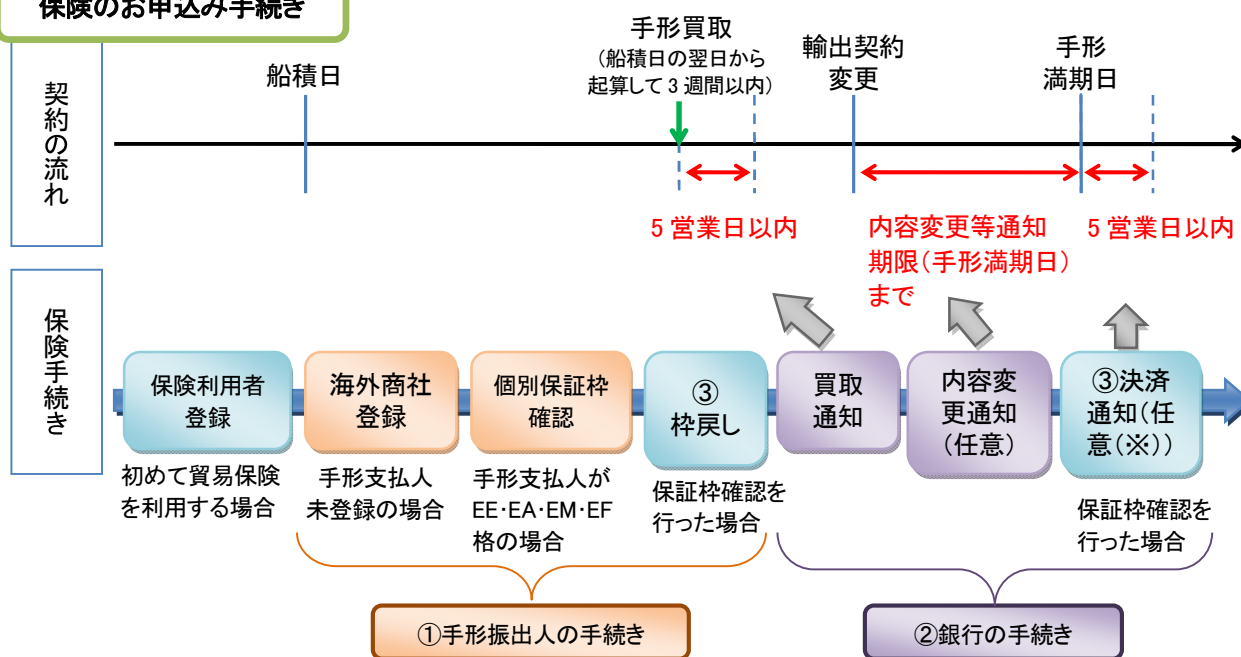 保険のお申込み手続き
契約の流れ
船積日
手形買取
（船積日の翌日から
起算して3週間以内）
輸出契約
変更
手形
満期日
5 営業日以内
内容変更等通知
期限（手形満期日）
まで
5 営業日以内
保険手続き
保険利用者
登録
海外商社
登録
個別保証枠
確認
③
枠戻し
買取
通知
内容変
更通知
（任意）
③決済
通知（任
意（※））
初めて貿易保険
を利用する場合
手形支払人
未登録の場合
手形支払人が
EE・EA・EM・EF
格の場合
保証枠確認を
行った場合
保証枠確認を
行った場合
①手形振出人の手続き
②銀行の手続き